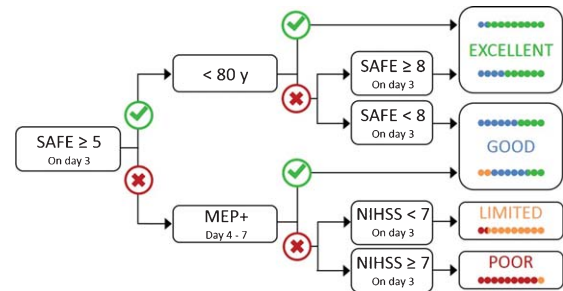 < 80 y
SAFE ≥ 8
On day 3
EXCELLENT
SAFE < 8
On day 3
SAFE ≥ 5
On day 3
GOOD
MEP+
Day 4 - 7
NIHSS < 7
On day 3
LIMITED
NIHSS ≥ 7
On day 3
POOR